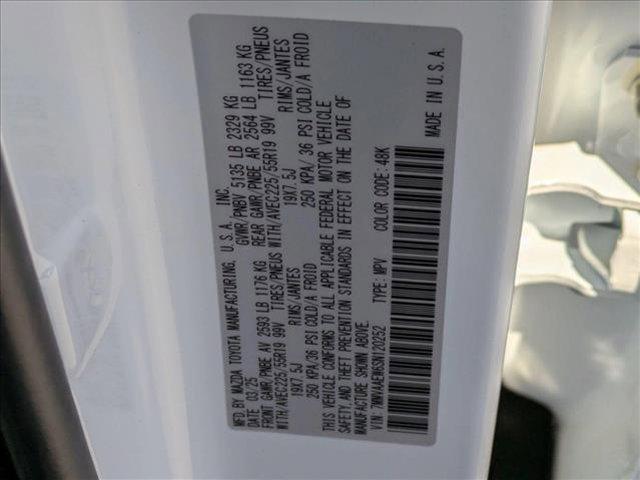 MFD.BY MAZDA TOYOTA MANUFACTURING, U.S.A. INC.
DATE 03/25 GVWR/PNBV 5135 LB 2329 KG
FRONT GAWR/PNBE AV 2593 LB 1176 KG REAR GAWR/PNBE AR 2564 LB 1163 KG
WITH/AVEC225/55R19 99V TIRES/PNEUS WITH/AVEC225/55R19 99V TIRES/PNEUS
19X7.5J RIMS/JANTES 19X7.5J RIMS/JANTES
250 KPA/36 PSI COLD/A FROID 250 KPA/ 36 PSI COLD/A FROID
THIS VEHICLE CONFORMS TO ALL APPLICABLE FEDERAL MOTOR VEHICLE
SAFETY AND THEFT PREVENTION STANDARDS IN EFFECT ON THE DATE OF
MANUFACTURE SHOWN ABOVE.
VIN: TYPE: MPV COLOR CODE: 48K
MADE IN U.S.A.